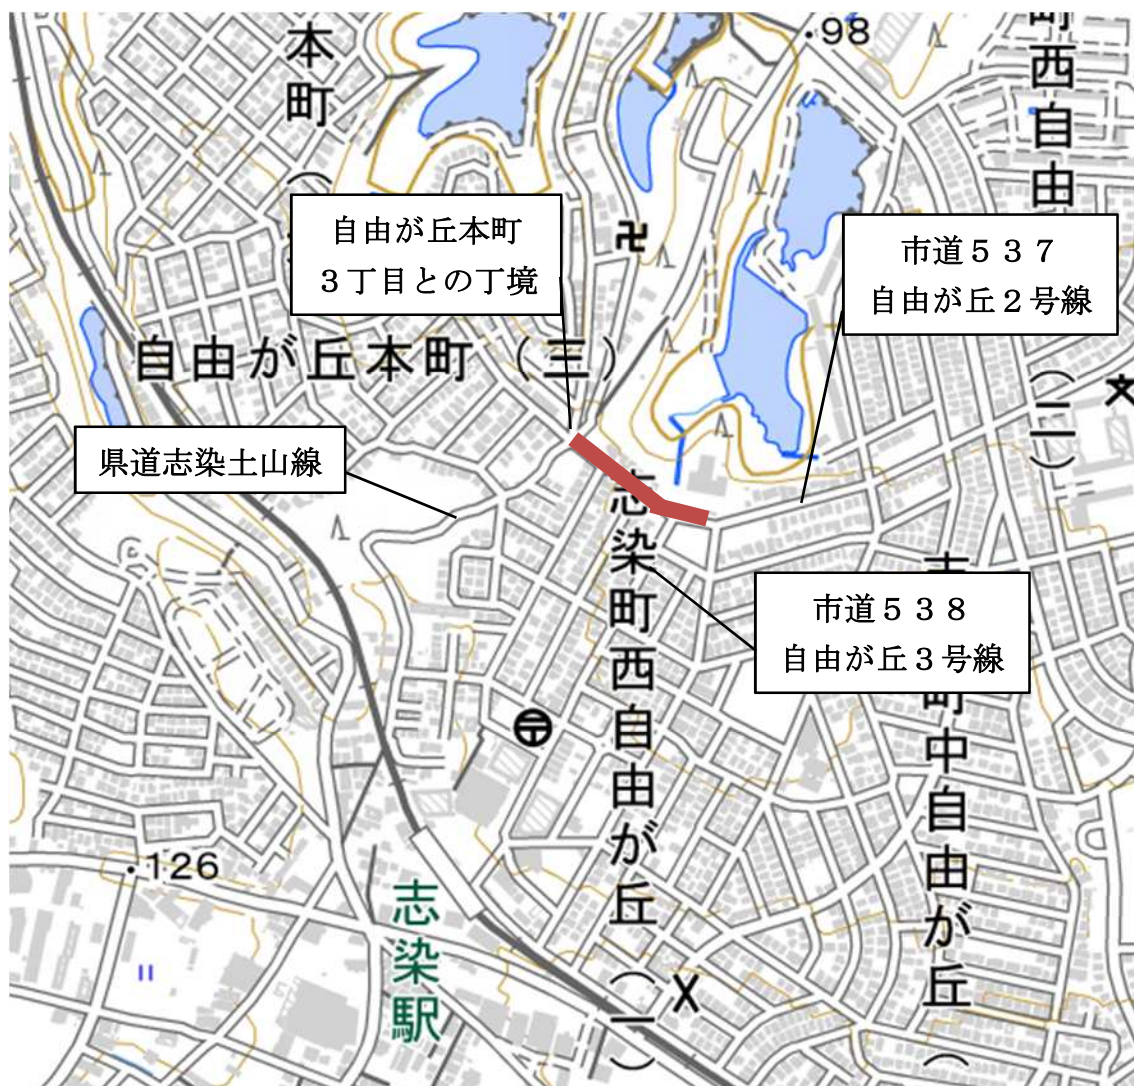 本町
・98
町西自由
(二)
自由が丘本町
３丁目との丁境
市道５３７
自由が丘２号線
自由が丘本町(三)
県道志染土山線
市道５３８
自由が丘３号線
志染町西自由が丘(一)
町中自由が丘(
・126
志染駅